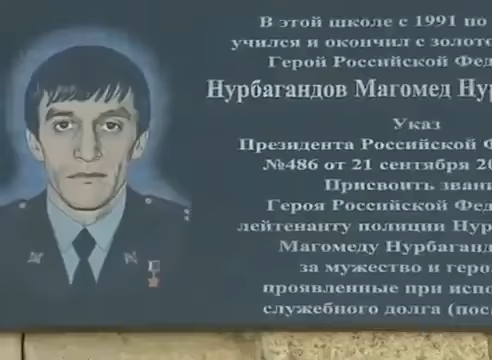 В этой школе с 1991 по
учился и окончил с золото
Герой Российской Фед
Нурбагандов Магомед Нур
Указ
Президента Российской Ф
№486 от 21 сентября 20
Присвоить звани
Героя Российской Феде
лейтенанту полиции Нур
Магомеду Нурбаганд
за мужество и геро
проявленные при испо
служебного долга (пос